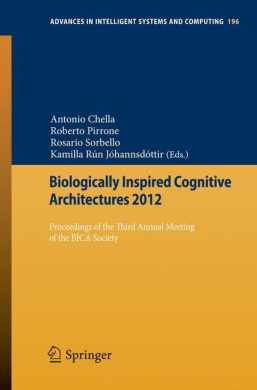 ADVANCES IN INTELLIGENT SYSTEMS AND COMPUTING 196
Antonio Chella
Roberto Pirrone
Rosario Sorbello
Kamilla Rún Jóhannsdóttir (Eds.)
Biologically Inspired Cognitive
Architectures 2012
Proceedings of the Third Annual Meeting
of the BICA Society
Springer